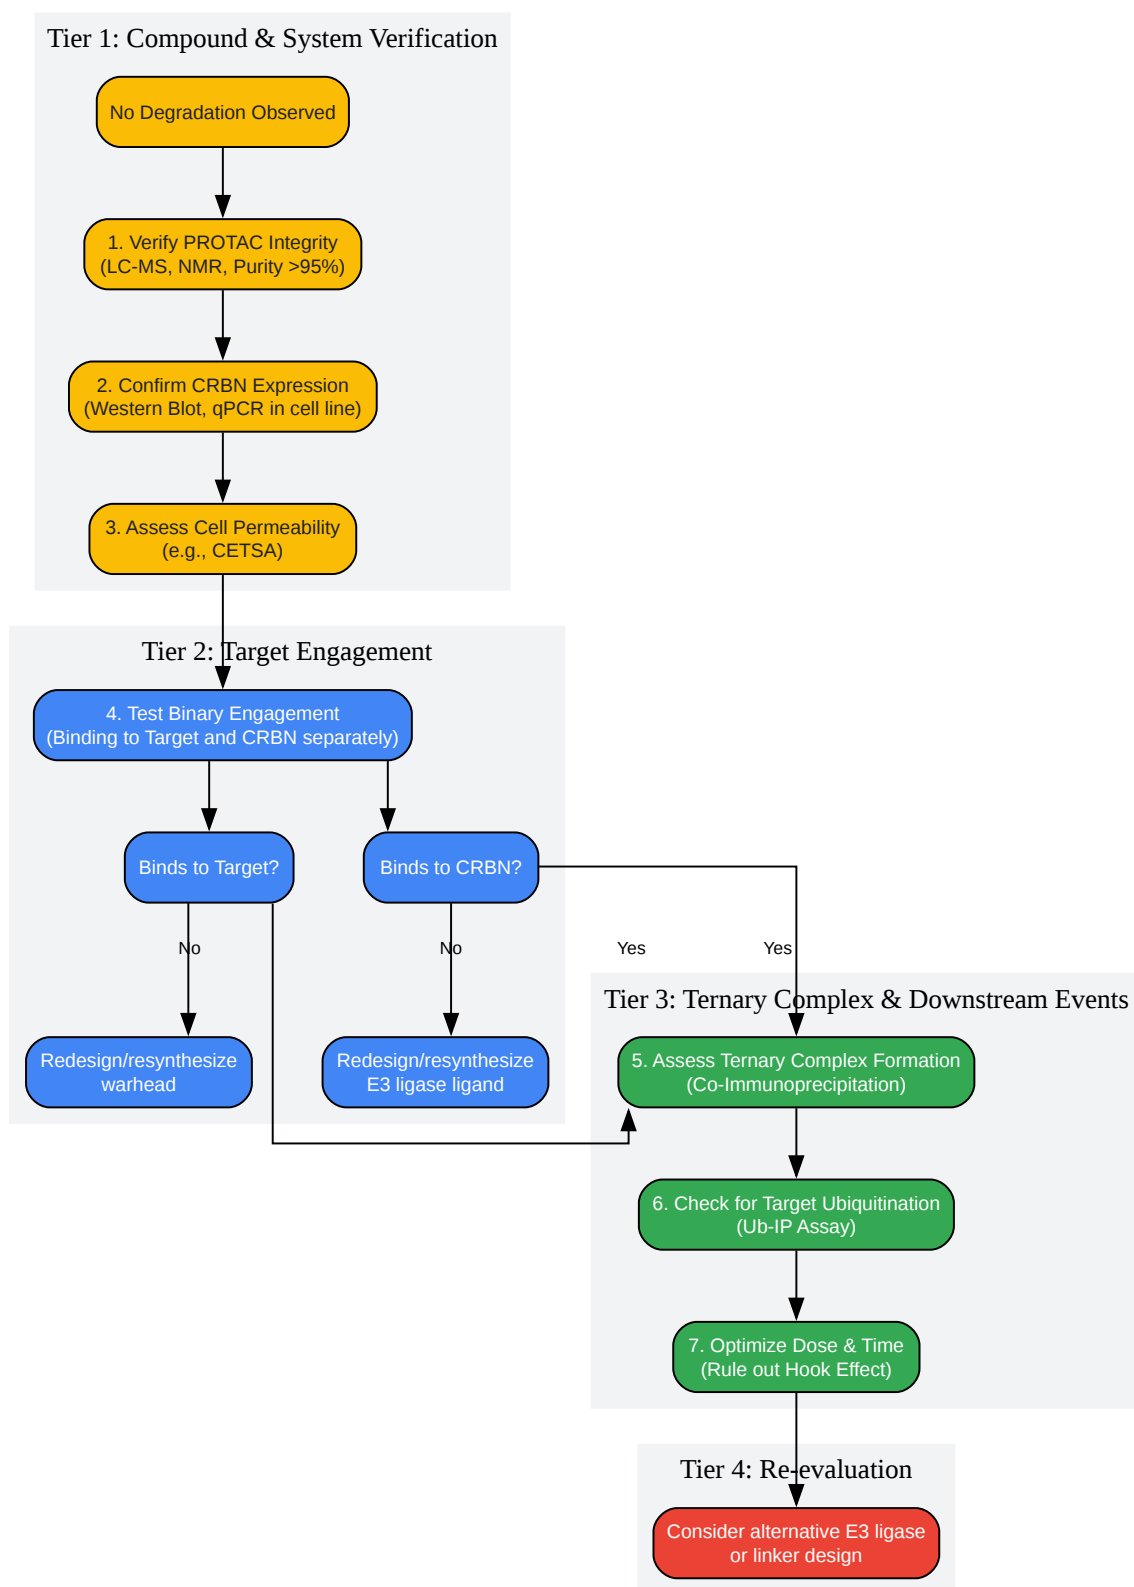 Tier 1: Compound & System Verification
No Degradation Observed
1. Verify PROTAC Integrity
(LC-MS, NMR, Purity >95%)
2. Confirm CRBN Expression
(Western Blot, qPCR in cell line)
3. Assess Cell Permeability
(e.g., CETSA)
Tier 2: Target Engagement
4. Test Binary Engagement
(Binding to Target and CRBN separately)
Binds to Target?
Binds to CRBN?
No
No
Yes
Yes
Redesign/resynthesize
warhead
Redesign/resynthesize
E3 ligase ligand
Tier 3: Ternary Complex & Downstream Events
5. Assess Ternary Complex Formation
(Co-Immunoprecipitation)
6. Check for Target Ubiquitination
(Ub-IP Assay)
7. Optimize Dose & Time
(Rule out Hook Effect)
Tier 4: Re-evaluation
Consider alternative E3 ligase
or linker design